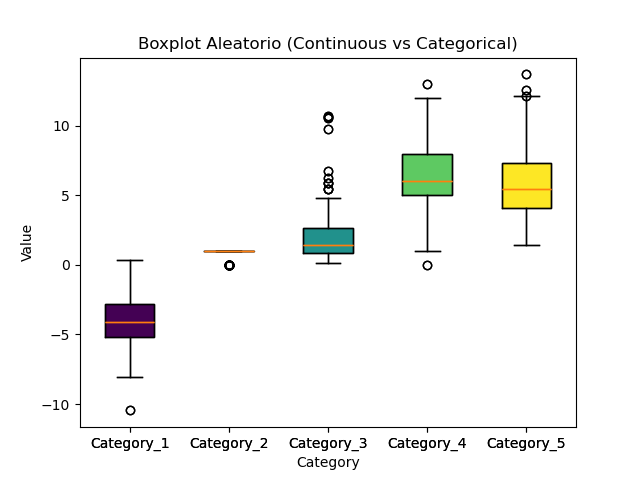 Boxplot Aleatorio (Continuous vs Categorical)
Value
10
5
0
−5
−10
Category_1 Category_2 Category_3 Category_4 Category_5
Category